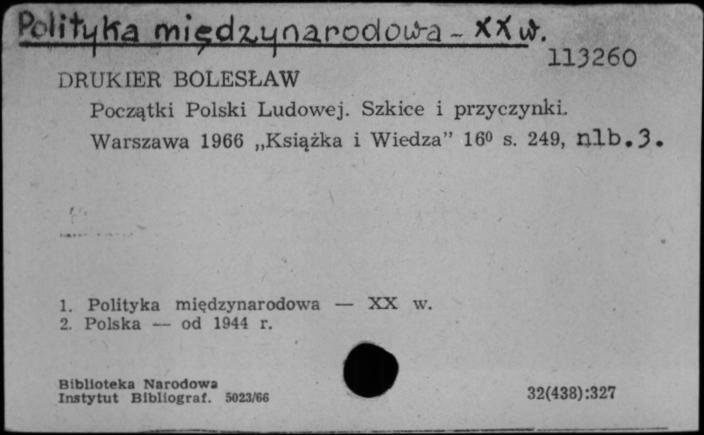 Polityka międzynarodowa - XX w.
113260
DRUKIER BOLESŁAW
Początki Polski Ludowej. Szkice i przyczynki.
Warszawa 1966 „Książka i Wiedza” 16⁰ s. 249, nlb.3.
1. Polityka międzynarodowa — XX w.
2. Polska — od 1944 r.
Biblioteka Narodowa
Instytut Bibliograf. 5023/66
32(438):327